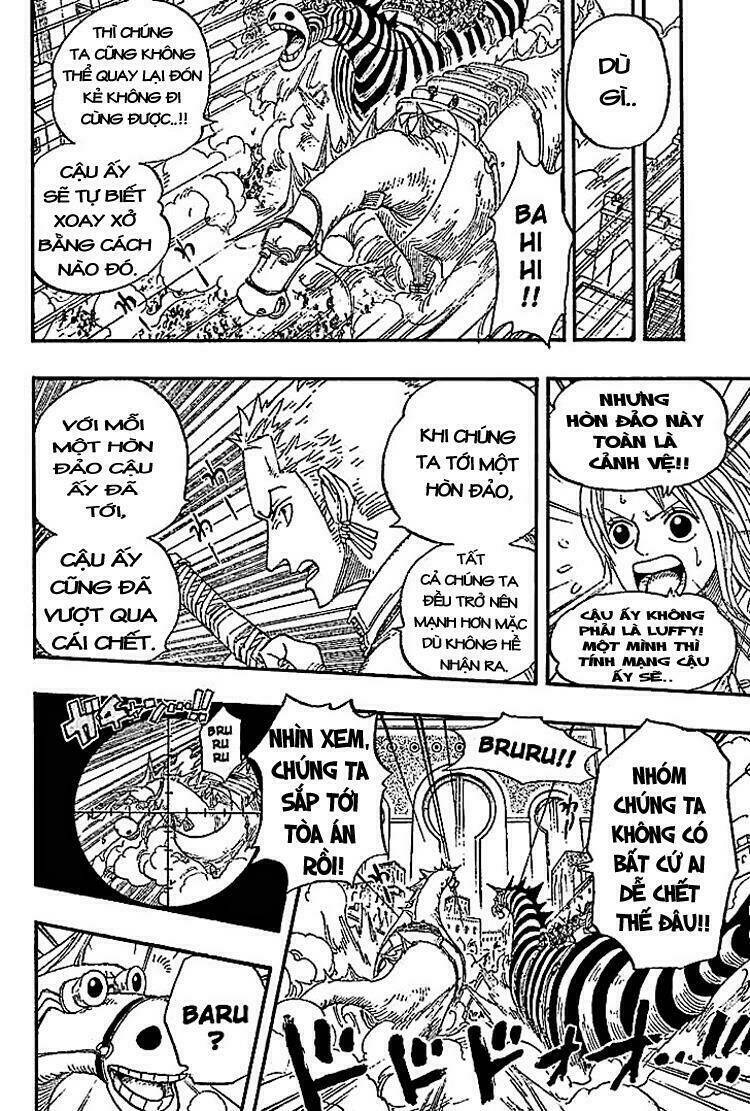 DÙ
GÌ..
BA
HI
HI
!!
THÌ CHÚNG
TA CŨNG KHÔNG
THỂ QUAY LẠI ĐÓN
KẺ KHÔNG ĐI
CÙNG ĐƯỢC..!!
CẬU ẤY
SẼ TỰ BIẾT
XOAY XỞ
BẰNG CÁCH
NÀO ĐÓ.
NHƯNG
HÒN ĐẢO NÀY
TOÀN LÀ
CẢNH VỆ!!
CẬU ẤY KHÔNG
PHẢI LÀ LUFFY!
MỘT MÌNH THÌ
TÍNH MẠNG CẬU
ẤY SẼ..
KHI CHÚNG
TA TỚI MỘT
HÒN ĐẢO,
TẤT
CẢ CHÚNG TA
ĐỀU TRỞ NÊN
MẠNH HƠN MẶC
DÙ KHÔNG HỀ
NHẬN RA.
VỚI MỖI
MỘT HÒN
ĐẢO CẬU
ẤY ĐÃ
TỚI,
CẬU ẤY
CŨNG ĐÃ
VƯỢT QUA
CÁI CHẾT.
NHÓM
CHÚNG TA
KHÔNG CÓ
BẤT CỨ AI
DỄ CHẾT
THẾ ĐÂU!!
BRURU!!
NHÌN XEM,
CHÚNG TA
SẮP TỚI
TÒA ÁN
RỒI!
BRU
RU
RU
ドドドドォォ...!!
BARU
?